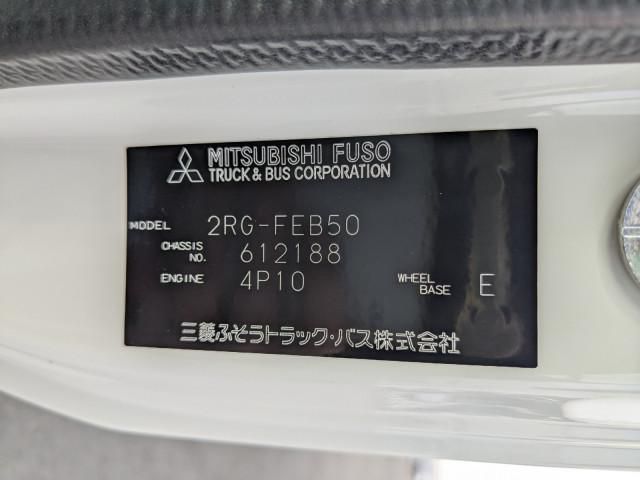 MITSUBISHI FUSO
TRUCK & BUS CORPORATION
MODEL 2RG-FEB50
CHASSIS NO. 612188
ENGINE 4P10 WHEEL BASE E
三菱ふそうトラック・バス株式会社